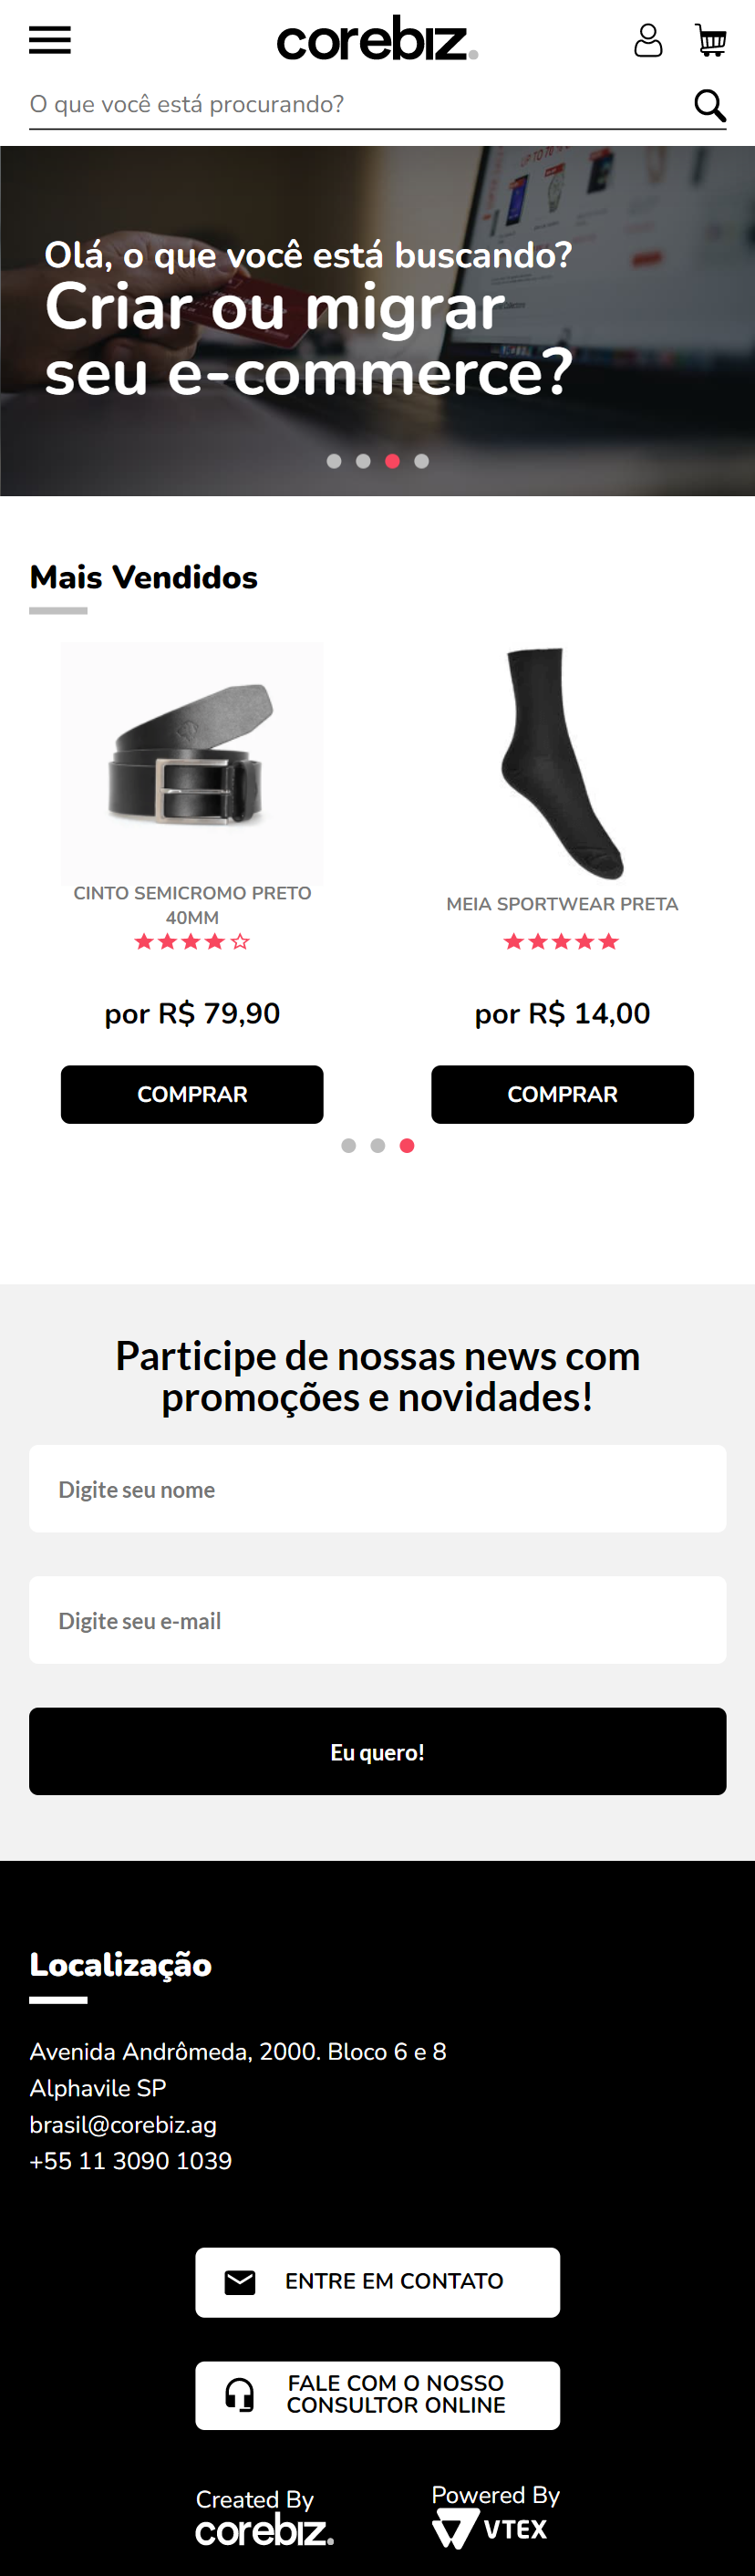 corebiz.
O que você está procurando?
Olá, o que você está buscando?
Criar ou migrar
seu e-commerce?
Mais Vendidos
CINTO SEMICROMO PRETO
40MM
MEIA SPORTWEAR PRETA
por R$ 79,90
por R$ 14,00
COMPRAR
COMPRAR
Participe de nossas news com
promoções e novidades!
Digite seu nome
Digite seu e-mail
Eu quero!
Localização
Avenida Andrômeda, 2000. Bloco 6 e 8
Alphavile SP
brasil@corebiz.ag
+55 11 3090 1039
ENTRE EM CONTATO
FALE COM O NOSSO
CONSULTOR ONLINE
Created By
corebiz.
Powered By
VTEX